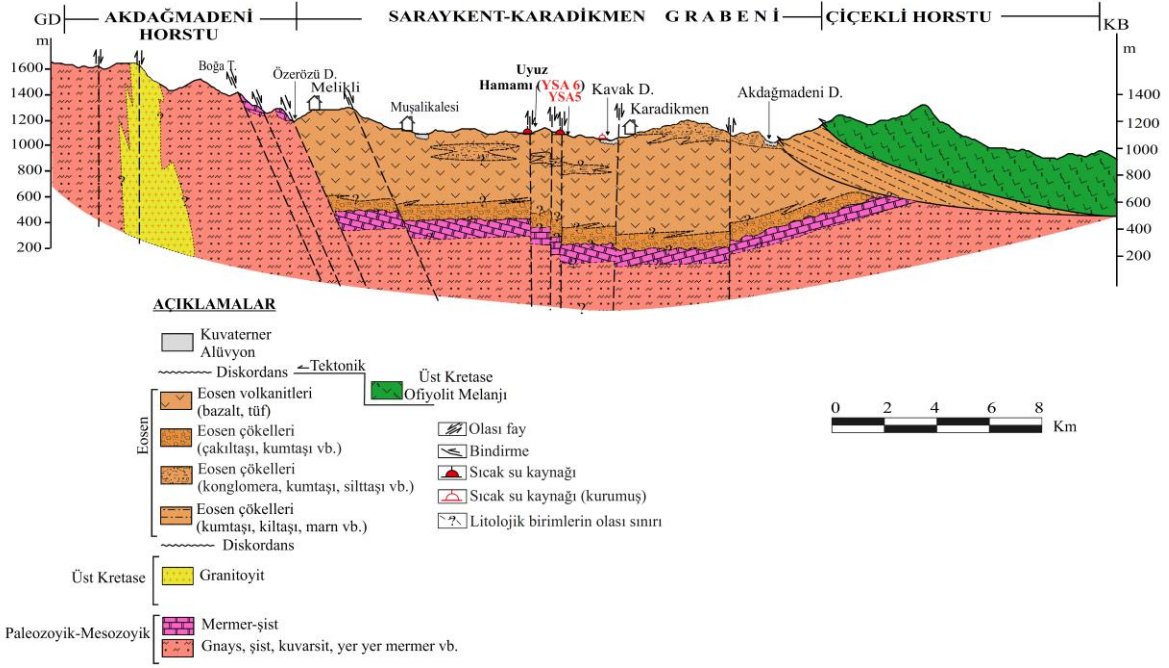 GD
AKDAĞMADENİ
HORSTU
SARAYKENT-KARADİKMEN GRABENİ
ÇİÇEKLİ HORSTU
KB
m
m
1600
1400
1200
1000
800
600
400
200
1400
1200
1000
800
600
400
200
Boğa T.
Özerözü D.
Melikli
Muşalikalesi
Uyuz
Hamamı (YSA 6)
YSA5
Kavak D.
Karadikmen
Akdağmadeni D.
? ? ? ? ? ? ? ? ? ?
AÇIKLAMALAR
Kuvaterner
Alüvyon
Diskordans
Tektonik
Üst Kretase
Ofiyolit Melanjı
Eosen
Eosen volkanitleri
(bazalt, tüf)
Eosen çökelleri
(çakıltaşı, kumtaşı vb.)
Eosen çökelleri
(konglomera, kumtaşı, silttaşı vb.)
Eosen çökelleri
(kumtaşı, kiltaşı, marn vb.)
Diskordans
Üst Kretase
Granitoyit
Paleozoyik-Mesozoyik
Mermer-şist
Gnays, şist, kuvarsit, yer yer mermer vb.
Olası fay
Bindirme
Sıcak su kaynağı
Sıcak su kaynağı (kurumuş)
? Litolojik birimlerin olası sınırı
0 2 4 6 8
Km